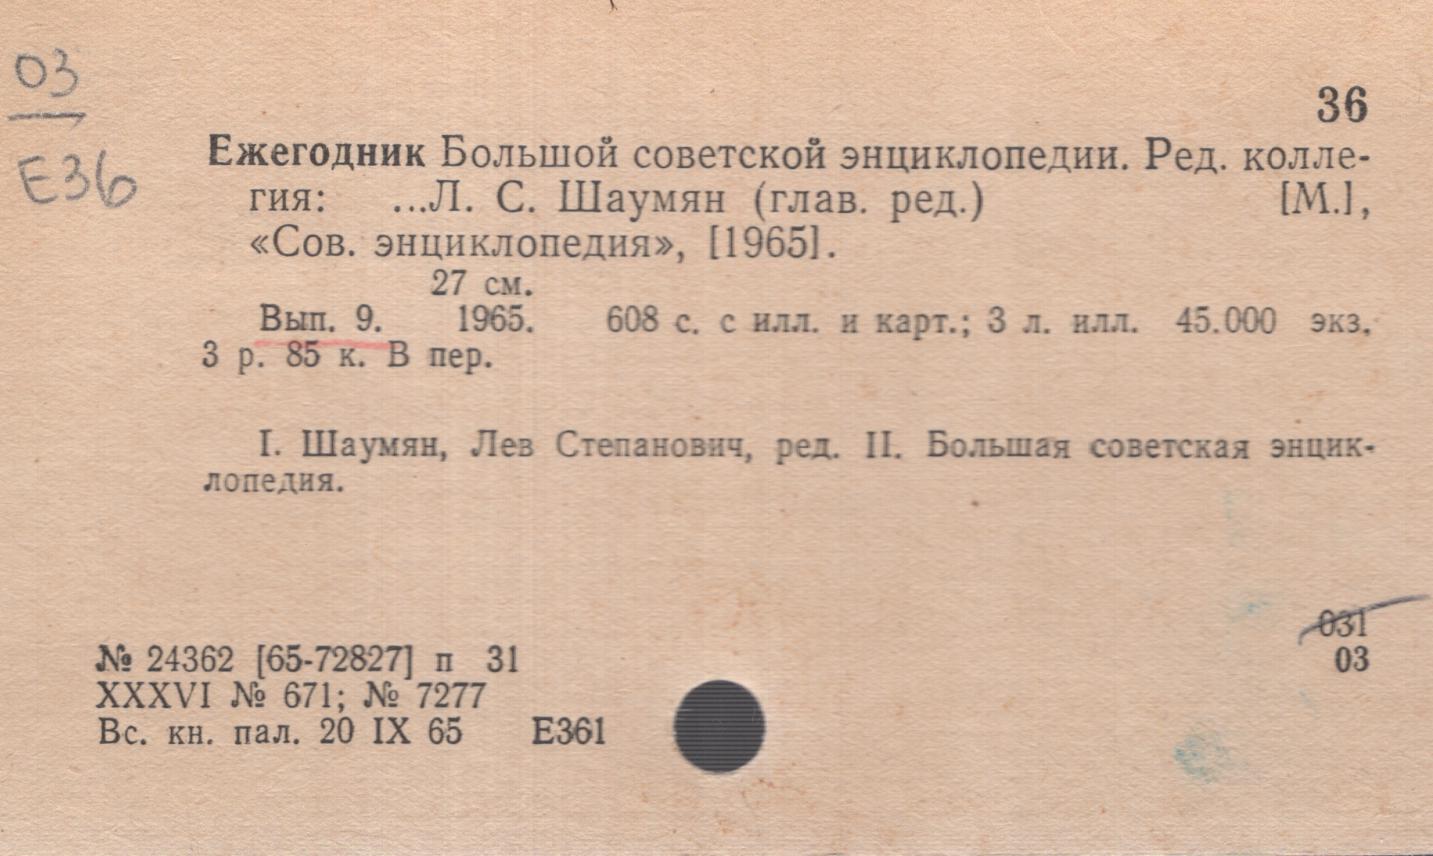 03
Е36
36
Ежегодник Большой советской энциклопедии. Ред. колле-
гия: ...Л. С. Шаумян (глав. ред.) [М.],
«Сов. энциклопедия», [1965].
27 см.
Вып. 9. 1965. 608 с. с илл. и карт.; 3 л. илл. 45.000 экз.
3 р. 85 к. В пер.
I. Шаумян, Лев Степанович, ред. II. Большая советская энцик-
лопедия.
031
№ 24362 [65-72827] п 31 03
XXXVI № 671; № 7277
Вс. кн. пал. 20 IX 65 Е361